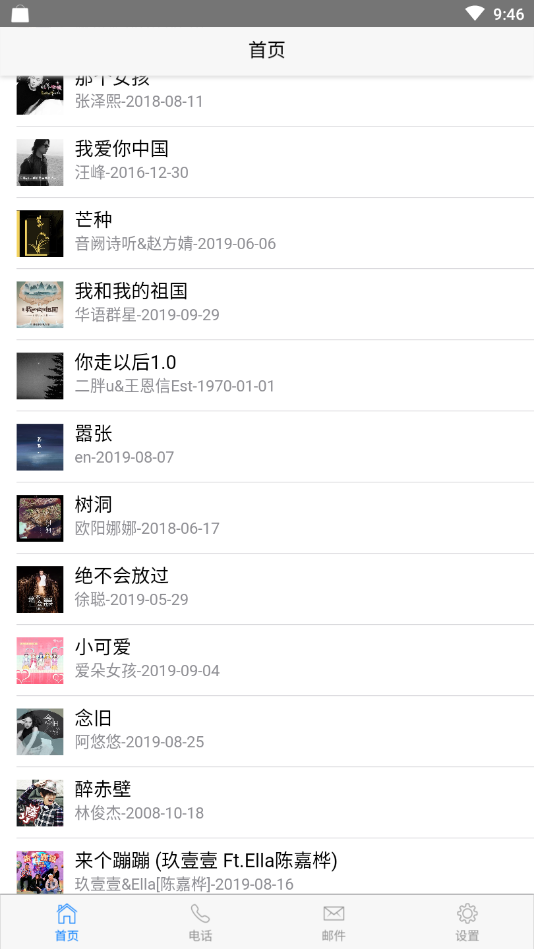 9:46
首页
那个女孩
张泽熙-2018-08-11
我爱你中国
汪峰-2016-12-30
芒种
音阙诗听&赵方婧-2019-06-06
我和我的祖国
华语群星-2019-09-29
你走以后1.0
二胖u&王恩信Est-1970-01-01
嚣张
en-2019-08-07
树洞
欧阳娜娜-2018-06-17
绝不会放过
徐聪-2019-05-29
小可爱
爱朵女孩-2019-09-04
念旧
阿悠悠-2019-08-25
醉赤壁
林俊杰-2008-10-18
来个蹦蹦 (玖壹壹 Ft.Ella陈嘉桦)
玖壹壹&Ella[陈嘉桦]-2019-08-16
首页
电话
邮件
设置